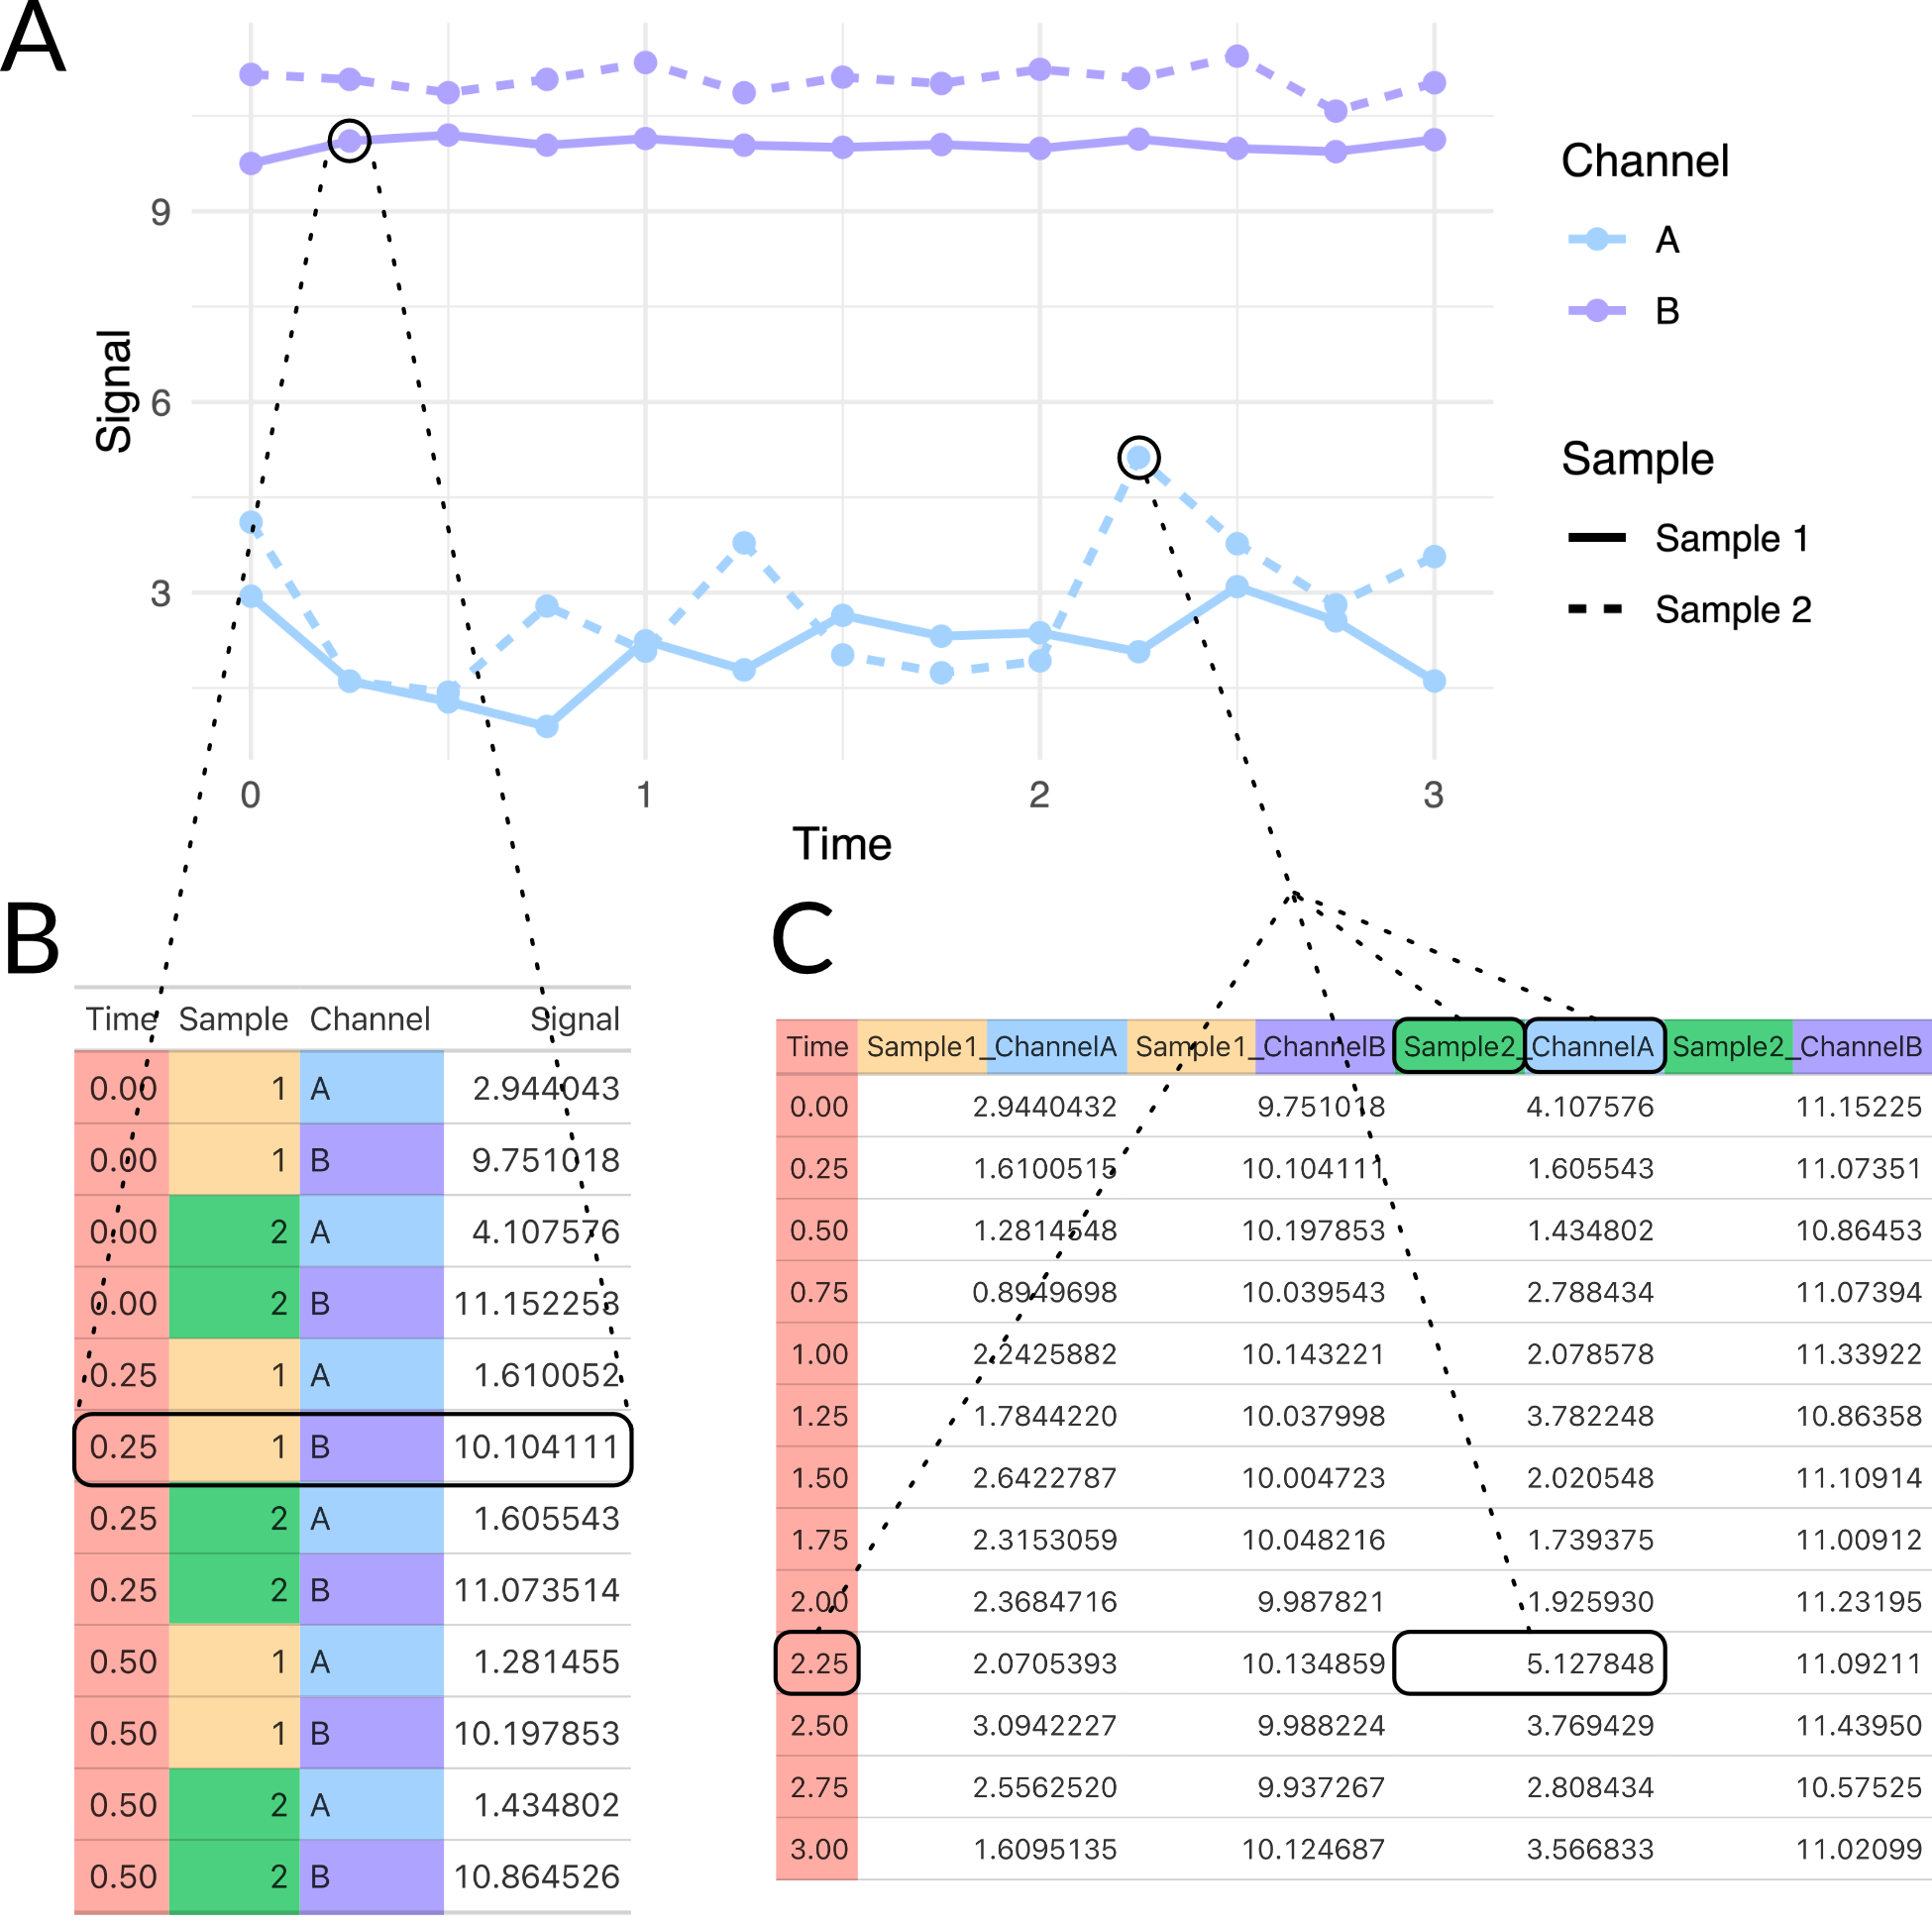 A
9
6
3
Signal
0 1 2 3
Time
Channel
A
B
Sample
Sample 1
Sample 2
B
Time Sample Channel Signal
0.00 1 A 2.944043
0.00 1 B 9.751018
0.00 2 A 4.107576
0.00 2 B 11.152253
0.25 1 A 1.610052
0.25 1 B 10.104111
0.25 2 A 1.605543
0.25 2 B 11.073514
0.50 1 A 1.281455
0.50 1 B 10.197853
0.50 2 A 1.434802
0.50 2 B 10.864526
C
Time Sample1_ChannelA Sample1_ChannelB Sample2_ChannelA Sample2_ChannelB
0.00 2.9440432 9.751018 4.107576 11.15225
0.25 1.6100515 10.104111 1.605543 11.07351
0.50 1.2814548 10.197853 1.434802 10.86453
0.75 0.8949698 10.039543 2.788434 11.07394
1.00 2.2425882 10.143221 2.078578 11.33922
1.25 1.7844220 10.037998 3.782248 10.86358
1.50 2.6422787 10.004723 2.020548 11.10914
1.75 2.3153059 10.048216 1.739375 11.00912
2.00 2.3684716 9.987821 1.925930 11.23195
2.25 2.0705393 10.134859 5.127848 11.09211
2.50 3.0942227 9.988224 3.769429 11.43950
2.75 2.5562520 9.937267 2.808434 10.57525
3.00 1.6095135 10.124687 3.566833 11.02099